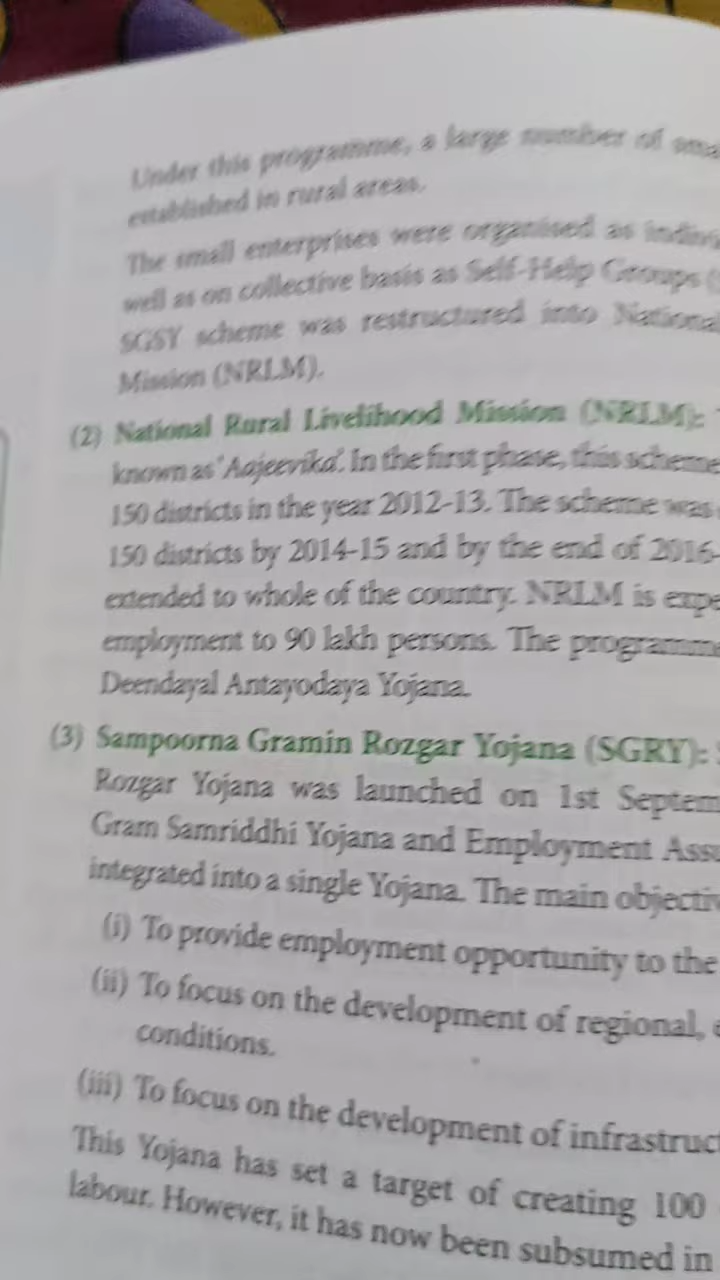 Under this programme, a large number of
established in rural areas.
The small enterprises were organised as
well as on collective basis as Self-Help Groups
SGSY scheme was restructured into National
Mission (NRLM).
(2) National Rural Livelihood Mission (NRLM):
known as 'Aajeevika'. In the first phase, this scheme
150 districts in the year 2012-13. The scheme was
150 districts by 2014-15 and by the end of 2016-
extended to whole of the country. NRLM is
employment to 90 lakh persons. The programme
Deendayal Antayodaya Yojana.
(3) Sampoorna Gramin Rozgar Yojana (SGRY):
Rozgar Yojana was launched on 1st Septem
Gram Samriddhi Yojana and Employment Assu
integrated into a single Yojana. The main objectiv
(i) To provide employment opportunity to the
(ii) To focus on the development of regional,
conditions.
(iii) To focus on the development of infrastruct
This Yojana has set a target of creating 100
labour. However, it has now been subsumed in